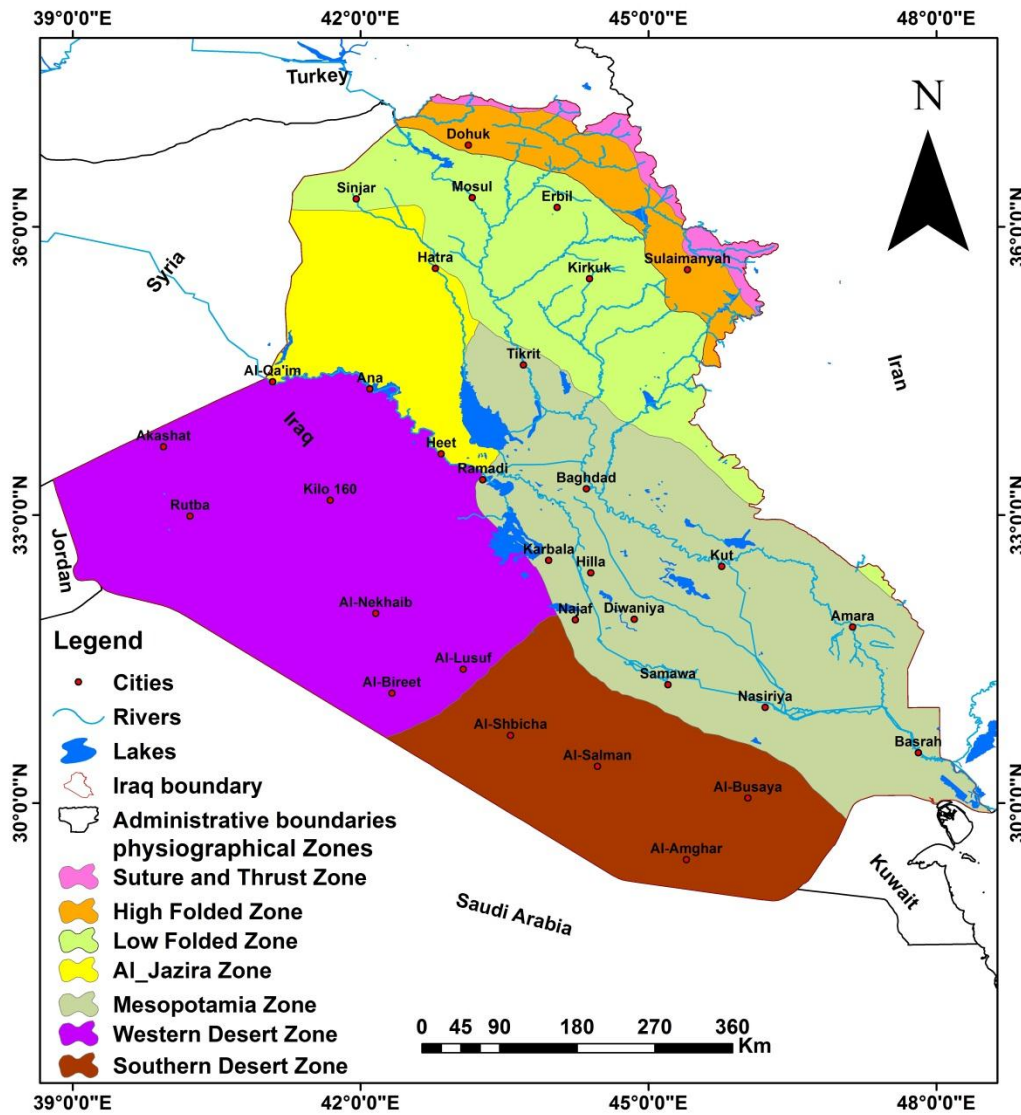 39°0'0"E 42°0'0"E 45°0'0"E 48°0'0"E
Turkey
N
Dohuk
Sinjar
Mosul
Erbil
36°0'0"N
36°0'0"N
Syria
Hatra
Kirkuk
Sulaimanyah
Iran
Tikrit
Al-Qa'im
Ana
Iraq
Akashat
Heet
Ramadi
Baghdad
Kilo 160
Rutba
33°0'0"N
33°0'0"N
Jordan
Karbala
Hilla
Kut
Al-Nekhaib
Najaf
Diwaniya
Amara
Al-Lusuf
Al-Bireet
Samawa
Nasiriya
Al-Shbicha
Basrah
Al-Salman
Al-Busaya
30°0'0"N
30°0'0"N
Al-Amghar
Kuwait
Saudi Arabia
Legend
Cities
Rivers
Lakes
Iraq boundary
Administrative boundaries
physiographical Zones
Suture and Thrust Zone
High Folded Zone
Low Folded Zone
Al_Jazira Zone
Mesopotamia Zone
Western Desert Zone
Southern Desert Zone
0 45 90 180 270 360
Km
39°0'0"E 42°0'0"E 45°0'0"E 48°0'0"E